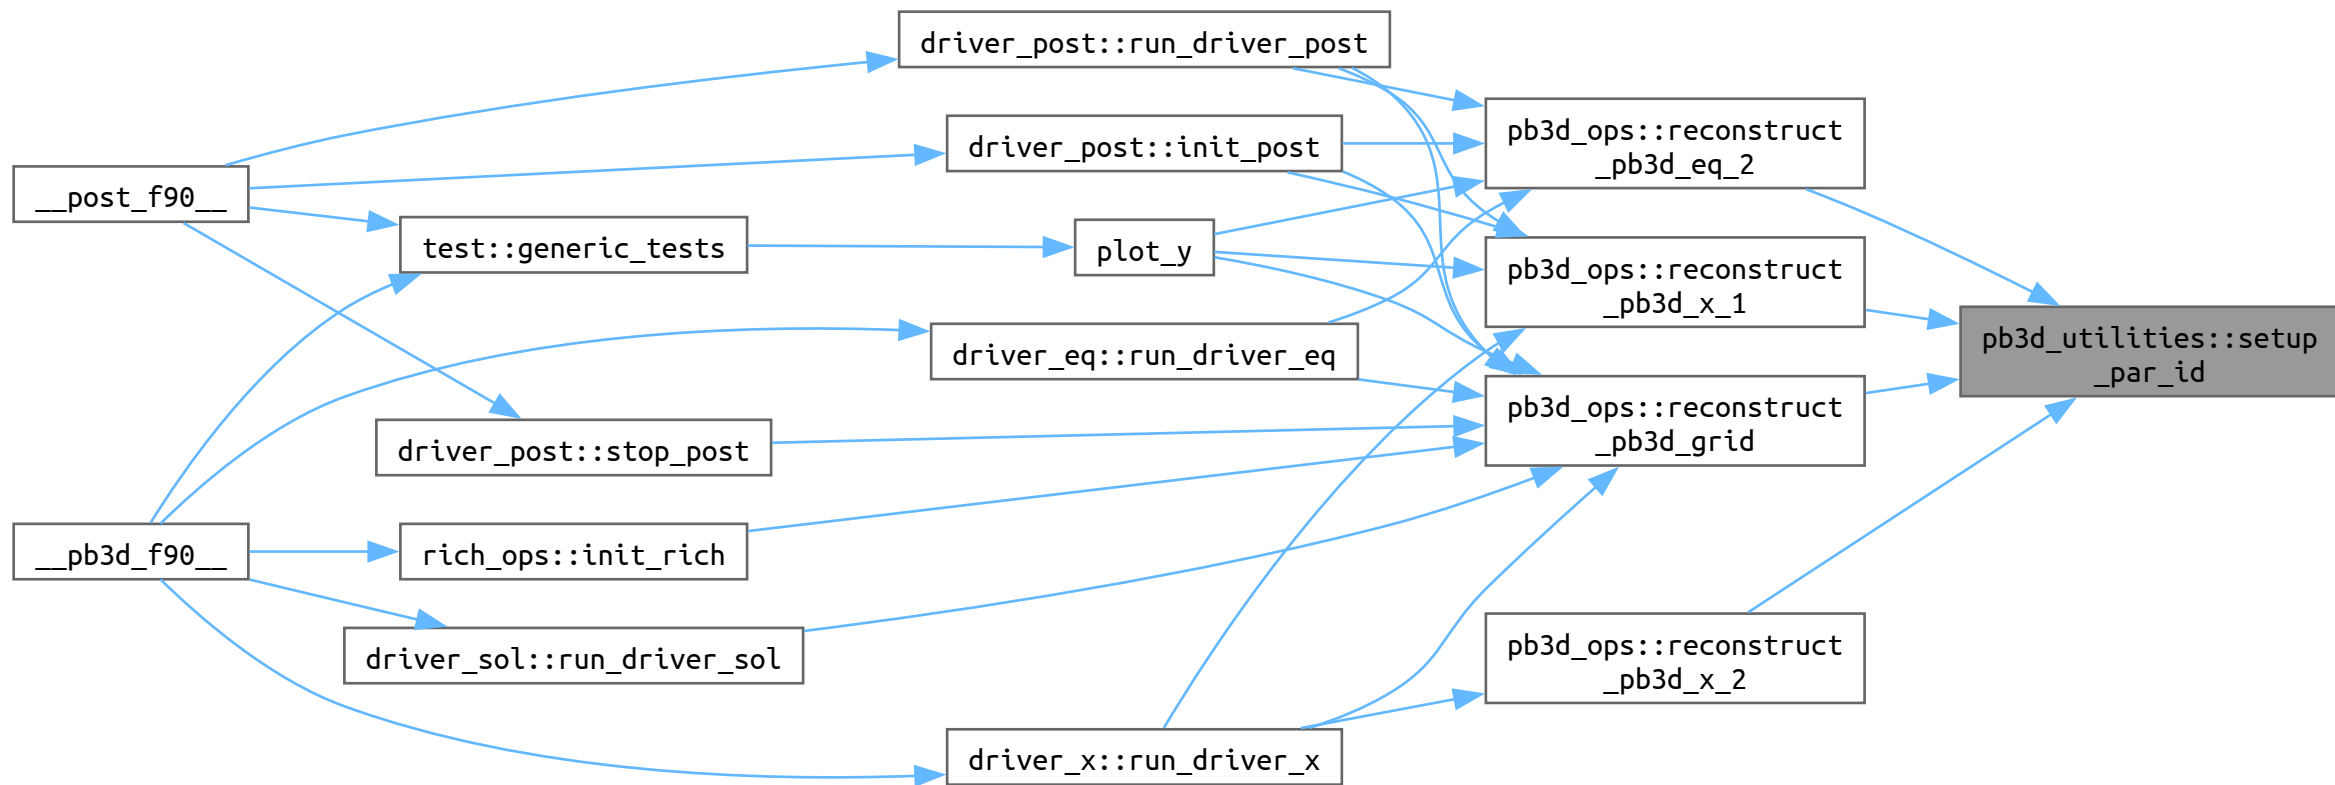 driver_post::run_driver_post
pb3d_ops::reconstruct
_pb3d_eq_2
driver_post::init_post
__post_f90__
test::generic_tests
plot_y
pb3d_ops::reconstruct
_pb3d_x_1
pb3d_utilities::setup
_par_id
driver_eq::run_driver_eq
pb3d_ops::reconstruct
_pb3d_grid
driver_post::stop_post
__pb3d_f90__
rich_ops::init_rich
driver_sol::run_driver_sol
pb3d_ops::reconstruct
_pb3d_x_2
driver_x::run_driver_x